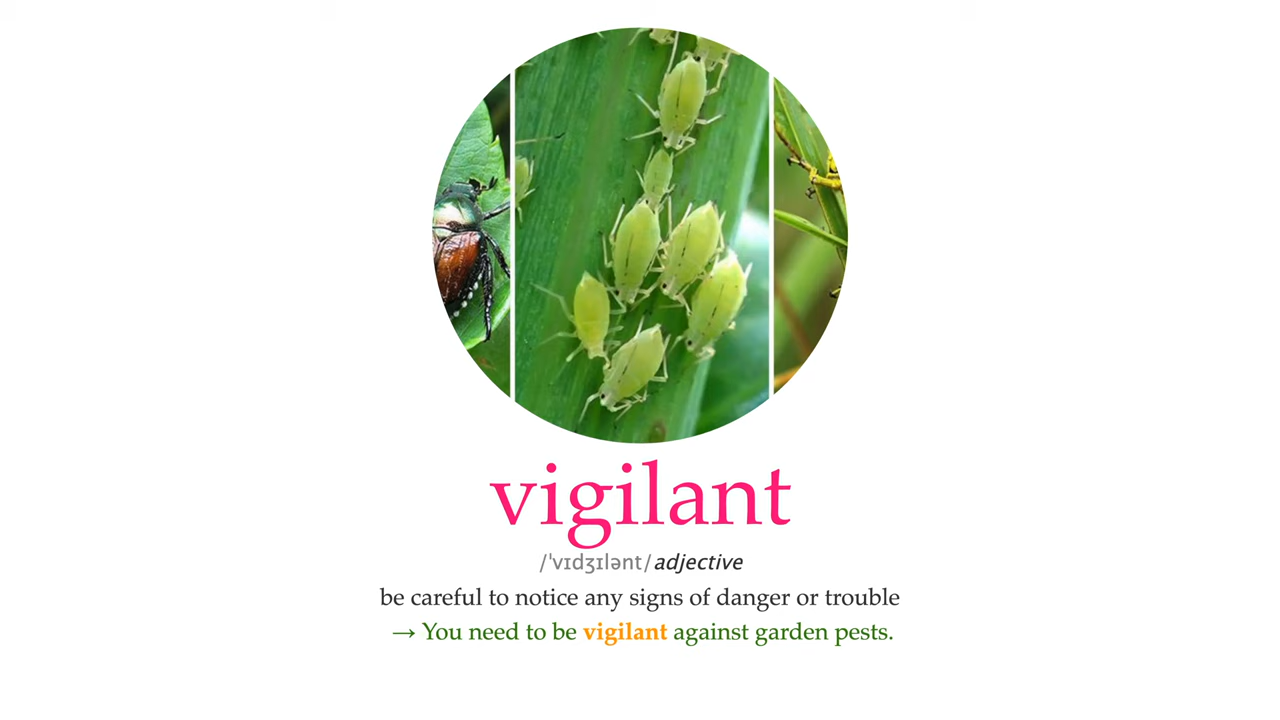 vigilant
/ˈvɪdʒɪlənt/ adjective
be careful to notice any signs of danger or trouble
→ You need to be vigilant against garden pests.